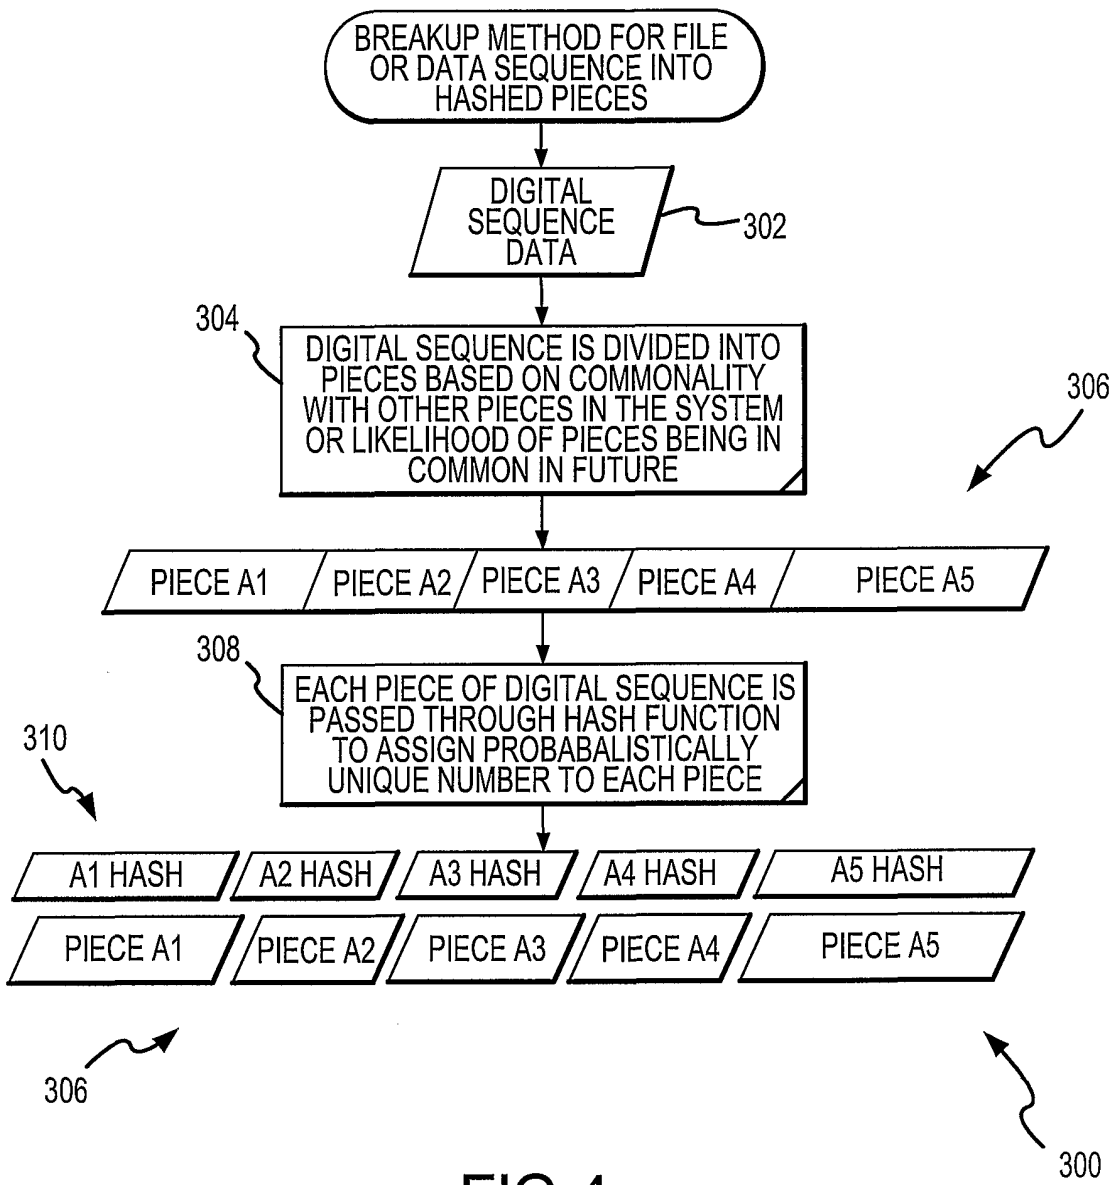 BREAKUP METHOD FOR FILE
OR DATA SEQUENCE INTO
HASHED PIECES
DIGITAL
SEQUENCE
DATA
302
304
DIGITAL SEQUENCE IS DIVIDED INTO
PIECES BASED ON COMMONALITY
WITH OTHER PIECES IN THE SYSTEM
OR LIKELIHOOD OF PIECES BEING IN
COMMON IN FUTURE
306
PIECE A1 PIECE A2 PIECE A3 PIECE A4 PIECE A5
308
EACH PIECE OF DIGITAL SEQUENCE IS
PASSED THROUGH HASH FUNCTION
TO ASSIGN PROBABALISTICALLY
UNIQUE NUMBER TO EACH PIECE
310
A1 HASH A2 HASH A3 HASH A4 HASH A5 HASH
PIECE A1 PIECE A2 PIECE A3 PIECE A4 PIECE A5
306
300